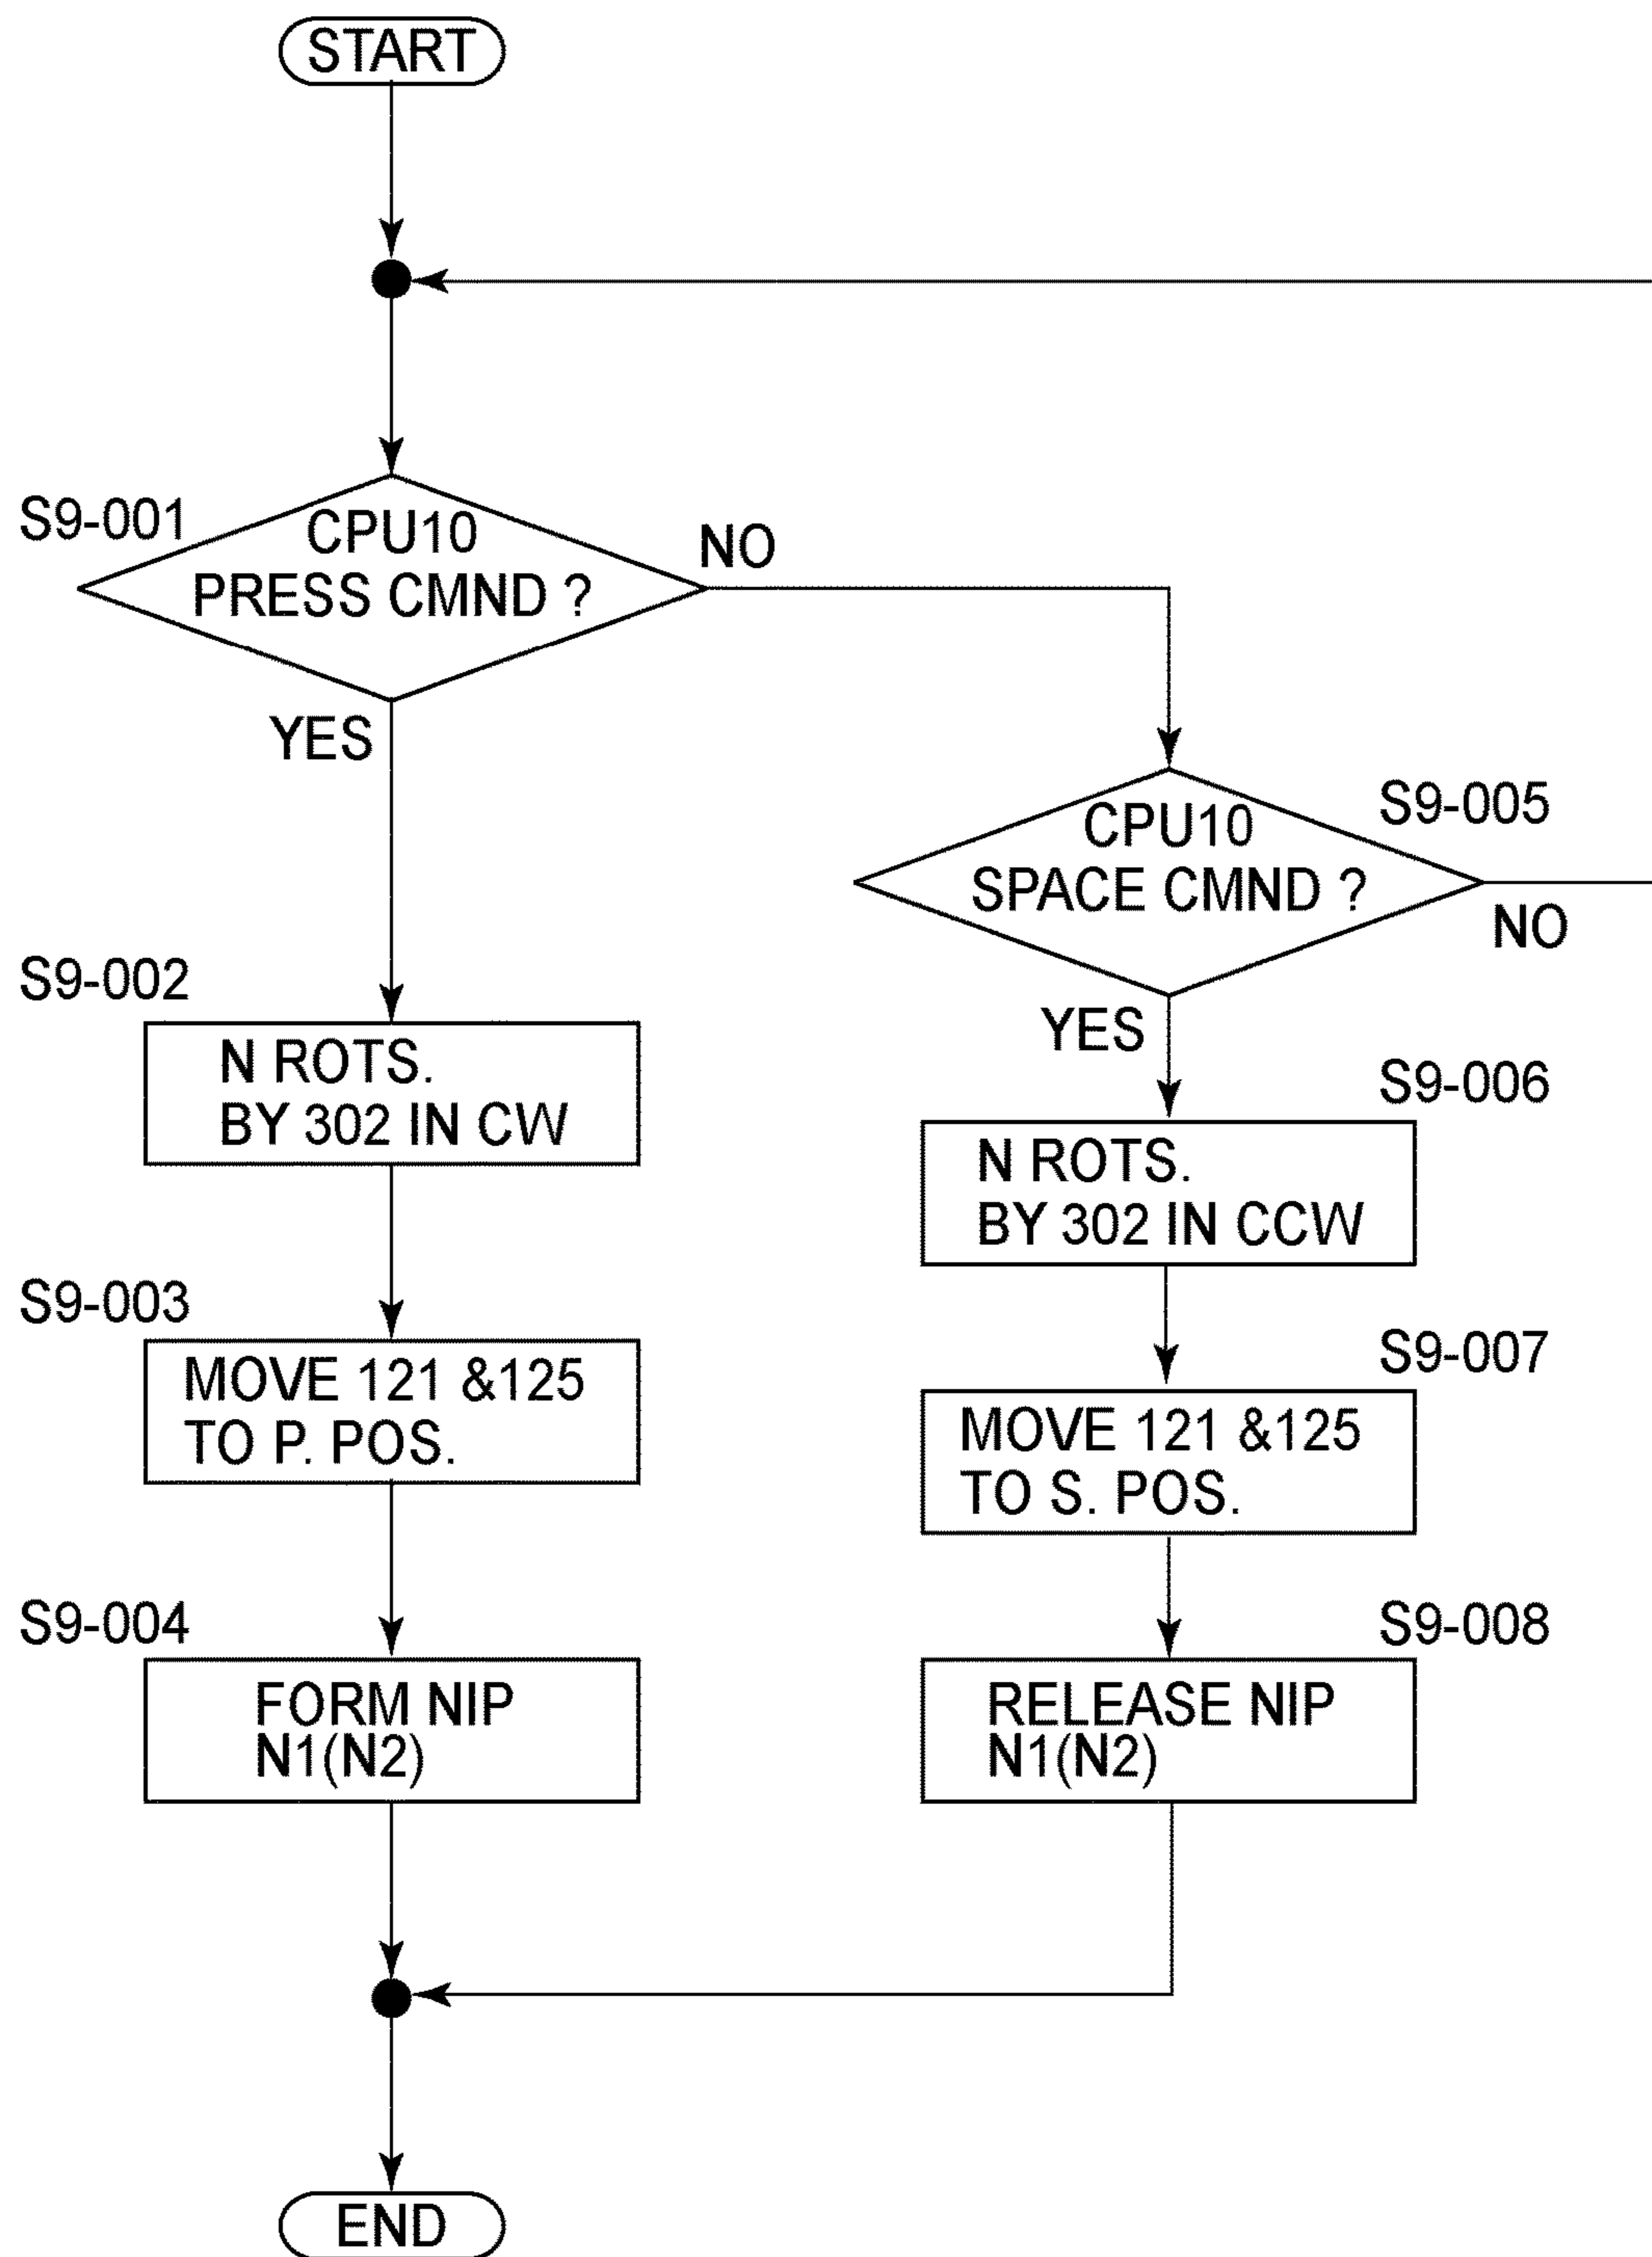 START
S9-001
CPU10
PRESS CMND ?
NO
YES
S9-005
CPU10
SPACE CMND ?
NO
YES
S9-002
N ROTS.
BY 302 IN CW
S9-006
N ROTS.
BY 302 IN CCW
S9-003
MOVE 121 &125
TO P. POS.
S9-007
MOVE 121 &125
TO S. POS.
S9-004
FORM NIP
N1(N2)
S9-008
RELEASE NIP
N1(N2)
END